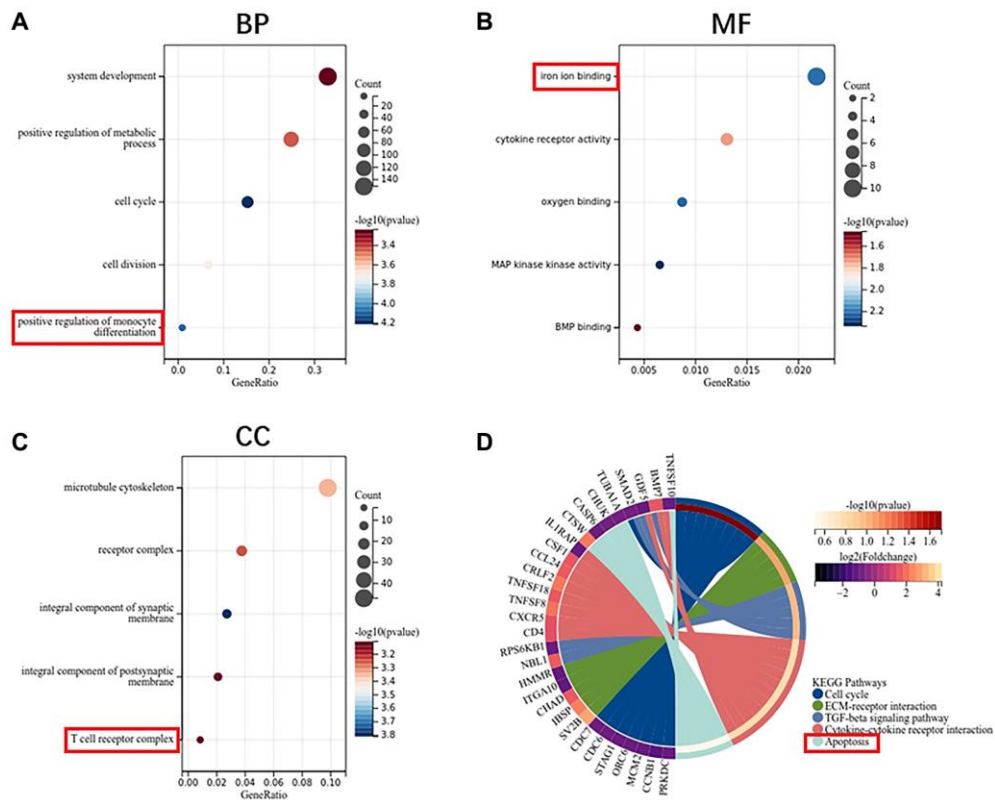 A
BP
system development
positive regulation of metabolic
process
cell cycle
cell division
positive regulation of monocyte
differentiation
0.0
0.1
0.2
0.3
GeneRatio
Count
20
40
60
80
100
120
140
-log10(pvalue)
3.4
3.6
3.8
4.0
4.2
B
MF
iron ion binding
cytokine receptor activity
oxygen binding
MAP kinase kinase activity
BMP binding
0.005
0.010
0.015
0.020
GeneRatio
Count
2
4
6
8
10
-log10(pvalue)
1.6
1.8
2.0
2.2
C
CC
microtubule cytoskeleton
receptor complex
integral component of synaptic
membrane
integral component of postsynaptic
membrane
T cell receptor complex
0.00
0.02
0.04
0.06
0.08
0.10
GeneRatio
Count
10
20
30
40
-log10(pvalue)
3.2
3.3
3.4
3.5
3.6
3.7
3.8
D
TNFSF10
BMP7
GDF5
SMAD2
TUBA1A
CHUK
CASP6
CTSW
IL1RAP
CSF1
CCL24
CRLF2
TNFSF18
TNFSF8
CXCR5
CD4
RPS6KB1
NBL1
HMMR
ITGA10
CHAD
IBSP
SV2B
CDC7
CDC6
STAG1
ORC6
MCM2
CCNB1
PRKDC
-log10(pvalue)
0.6 0.8 1.0 1.2 1.4 1.6
log2(Foldchange)
−2 0 2 4
KEGG Pathways
Cell cycle
ECM-receptor interaction
TGF-beta signaling pathway
Cytokine-cytokine receptor interaction
Apoptosis